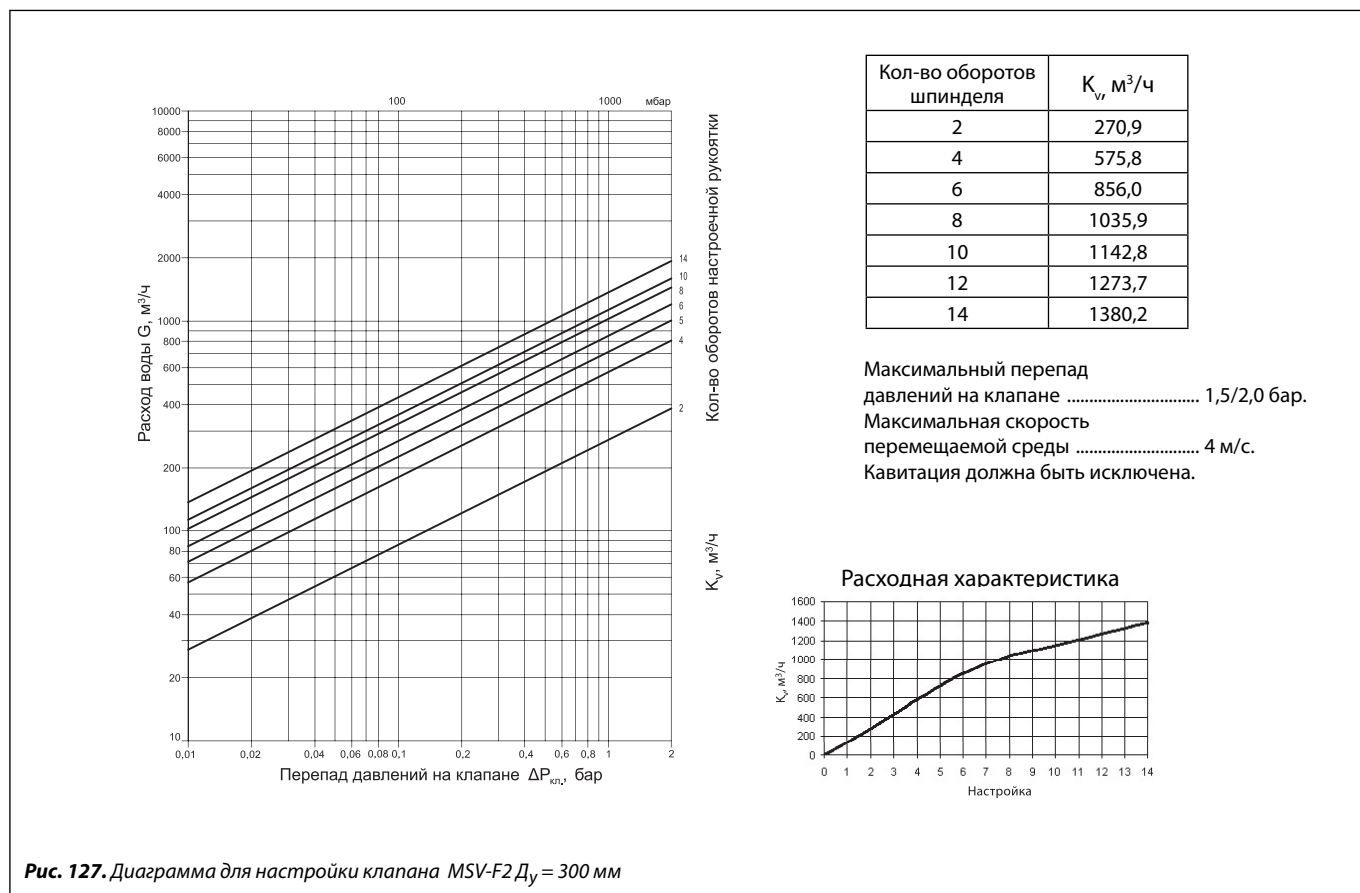 100 1000 мбар
10000
8000
6000
4000
2000
1000
800
600
400
200
100
80
60
40
20
10
Расход воды G, м³/ч
14
10
8
6
5
4
2
Кол-во оборотов настроечной рукоятки
Kv, м³/ч
0,01 0,02 0,04 0,06 0,08 0,1 0,2 0,4 0,6 0,8 1 2
Перепад давлений на клапане ΔPкл., бар
Кол-во оборотов шпинделя Kv, м³/ч
2 270,9
4 575,8
6 856,0
8 1035,9
10 1142,8
12 1273,7
14 1380,2
Максимальный перепад
давлений на клапане ............................ 1,5/2,0 бар.
Максимальная скорость
перемещаемой среды ......................... 4 м/с.
Кавитация должна быть исключена.
Расходная характеристика
1600
1400
1200
1000
800
600
400
200
0
Kv, м³/ч
0 1 2 3 4 5 6 7 8 9 10 11 12 13 14
Настройка
Рис. 127. Диаграмма для настройки клапана MSV-F2 Ду = 300 мм